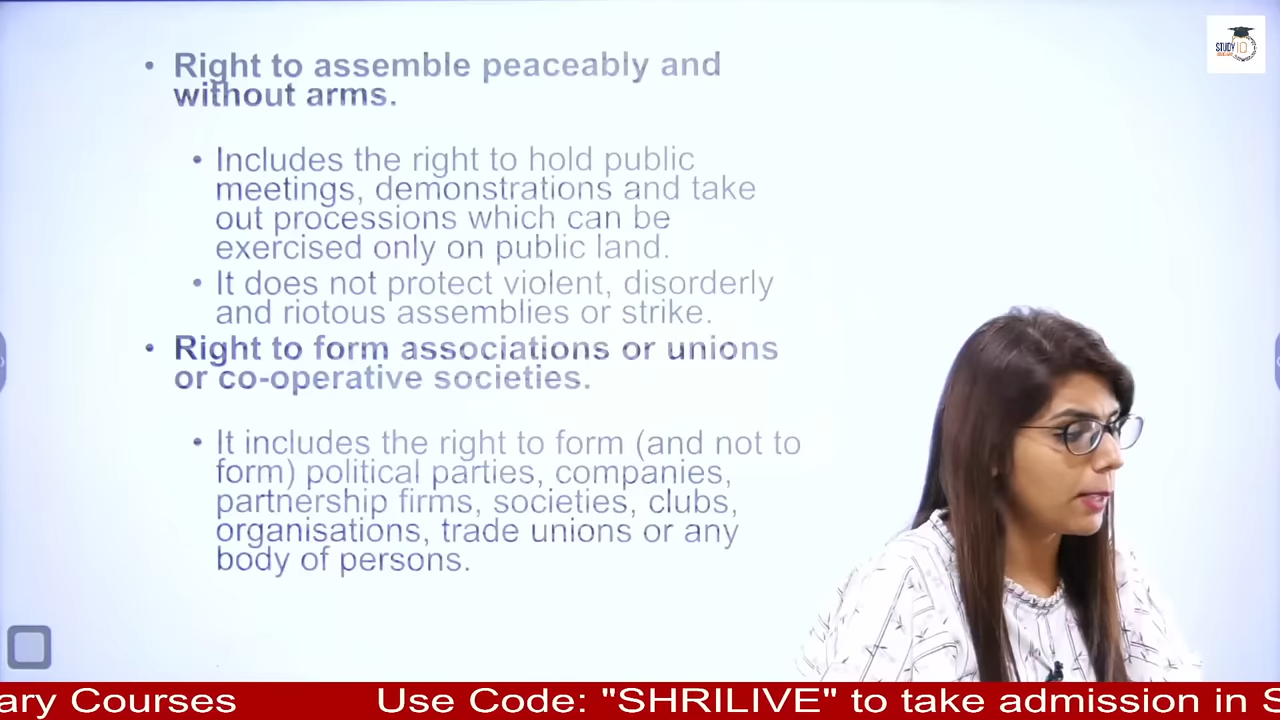 • Right to assemble peaceably and
without arms.
• Includes the right to hold public
meetings, demonstrations and take
out processions which can be
exercised only on public land.
• It does not protect violent, disorderly
and riotous assemblies or strike.
• Right to form associations or unions
or co-operative societies.
• It includes the right to form (and not to
form) political parties, companies,
partnership firms, societies, clubs,
organisations, trade unions or any
body of persons.
STUDY IQ
ary Courses Use Code: "SHRILIVE" to take admission in S